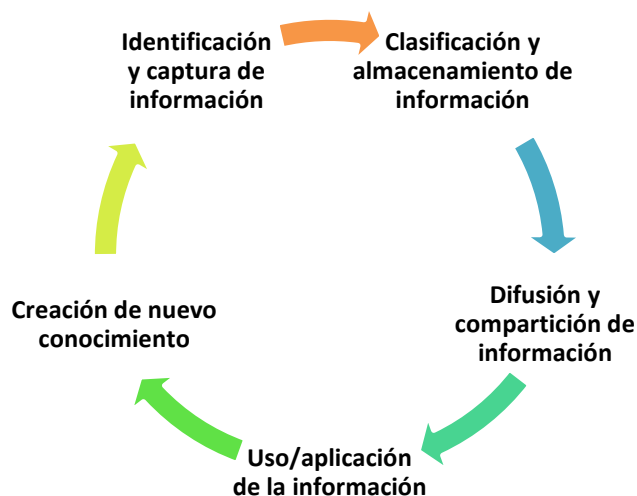 Identificación
y captura de
información
Clasificación y
almacenamiento de
información
Difusión y
compartición de
información
Uso/aplicación
de la información
Creación de nuevo
conocimiento